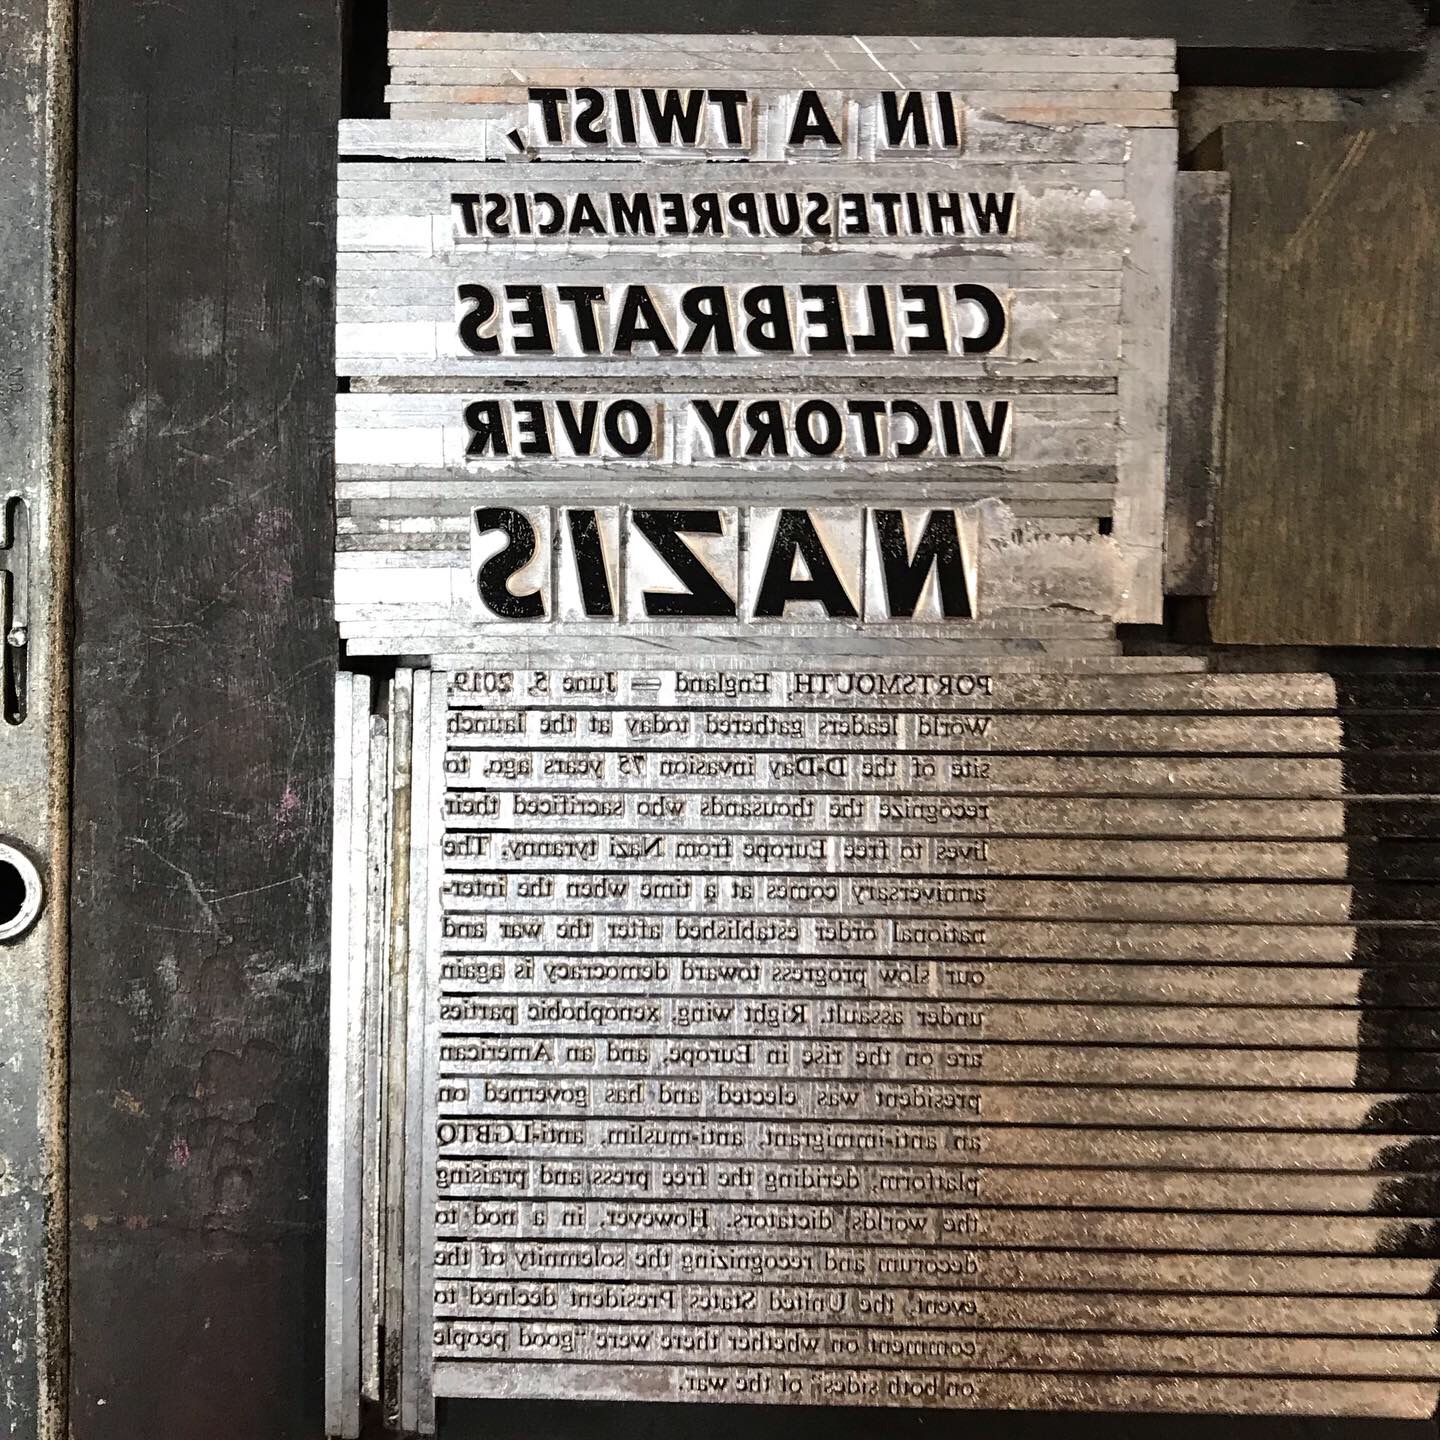 IN A TWIST,
WHITE SUPREMACIST
CELEBRATES
VICTORY OVER
NAZIS
PORTSMOUTH, England — June 5, 2019.
World leaders gathered today at the launch
site of the D-Day invasion 75 years ago, to
recognize the thousands who sacrificed their
lives to free Europe from Nazi tyranny. The
anniversary comes at a time when the inter-
national order established after the war and
our slow progress toward democracy is again
under assault. Right wing, xenophobic parties
are on the rise in Europe, and an American
president was elected and has governed on
an anti-immigrant, anti-muslim, anti-LGBTQ
platform, deriding the free press and praising
the worlds' dictators. However, in a nod to
decorum and recognizing the solemnity of the
event, the United States President declined to
comment on whether there were "good people
on both sides" of the war.